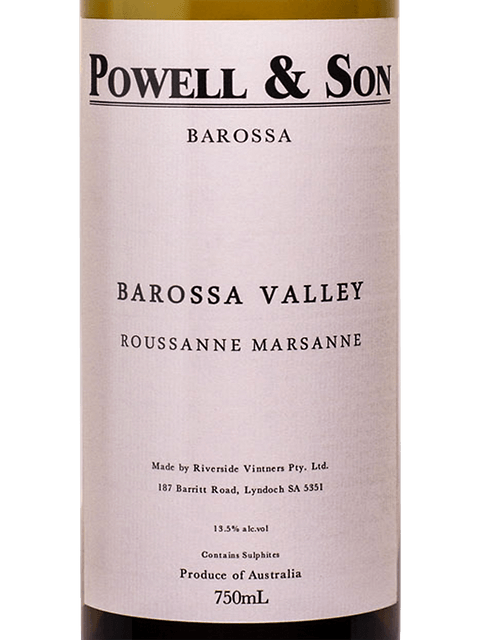 POWELL & SON
BAROSSA
BAROSSA VALLEY
ROUSSANNE MARSANNE
Made by Riverside Vintners Pty. Ltd.
187 Barritt Road, Lyndoch SA 5351
13.5% alc.vol
Contains Sulphites
Produce of Australia
750mL